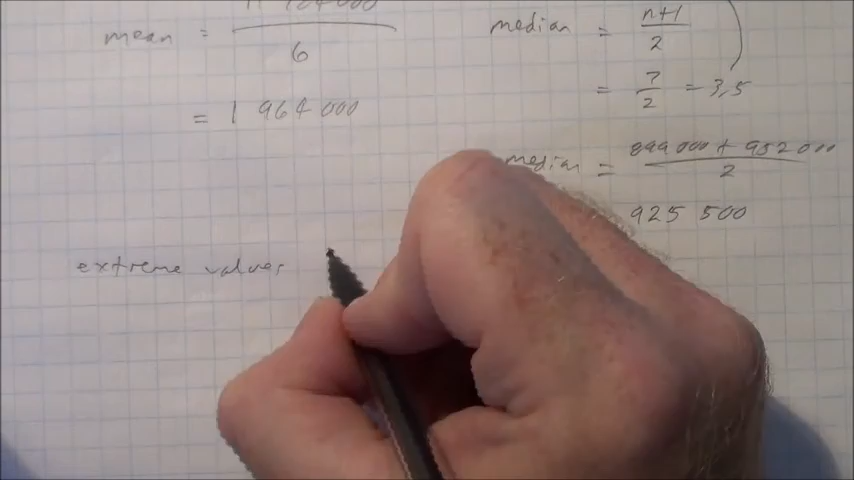 mean = 
6
= 1 964 000
median = n+1 / 2
= 7 / 2 = 3,5
median = 899 000 + 952 000 / 2
925 500
extreme values